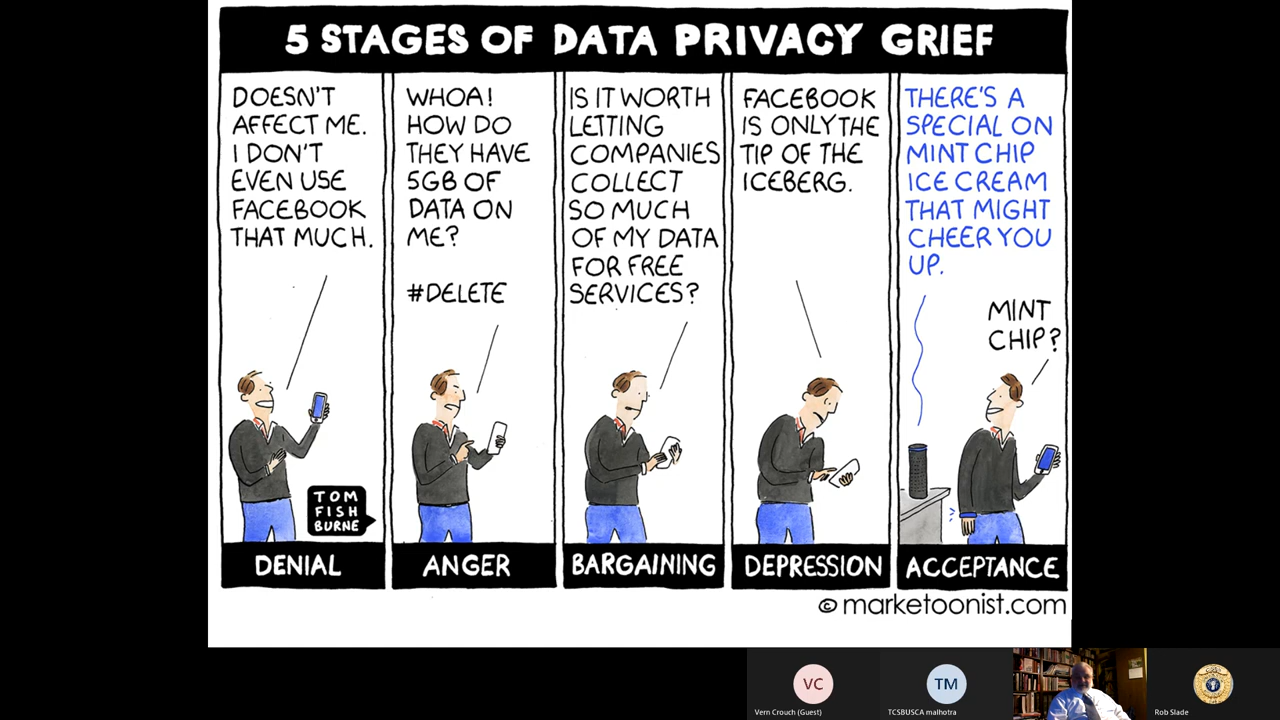 5 STAGES OF DATA PRIVACY GRIEF
DOESN'T
AFFECT ME.
I DON'T
EVEN USE
FACEBOOK
THAT MUCH.
WHOA!
HOW DO
THEY HAVE
5GB OF
DATA ON
ME?
#DELETE
IS IT WORTH
LETTING
COMPANIES
COLLECT
SO MUCH
OF MY DATA
FOR FREE
SERVICES?
FACEBOOK
IS ONLY THE
TIP OF THE
ICEBERG.
THERE'S A
SPECIAL ON
MINT CHIP
ICE CREAM
THAT MIGHT
CHEER YOU
UP.
MINT
CHIP?
TOM
FISH
BURNE
DENIAL
ANGER
BARGAINING
DEPRESSION
ACCEPTANCE
© marketoonist.com
VC
TM
Vern Crouch (Guest)
TCSBUSCA malhotra
Rob Slade